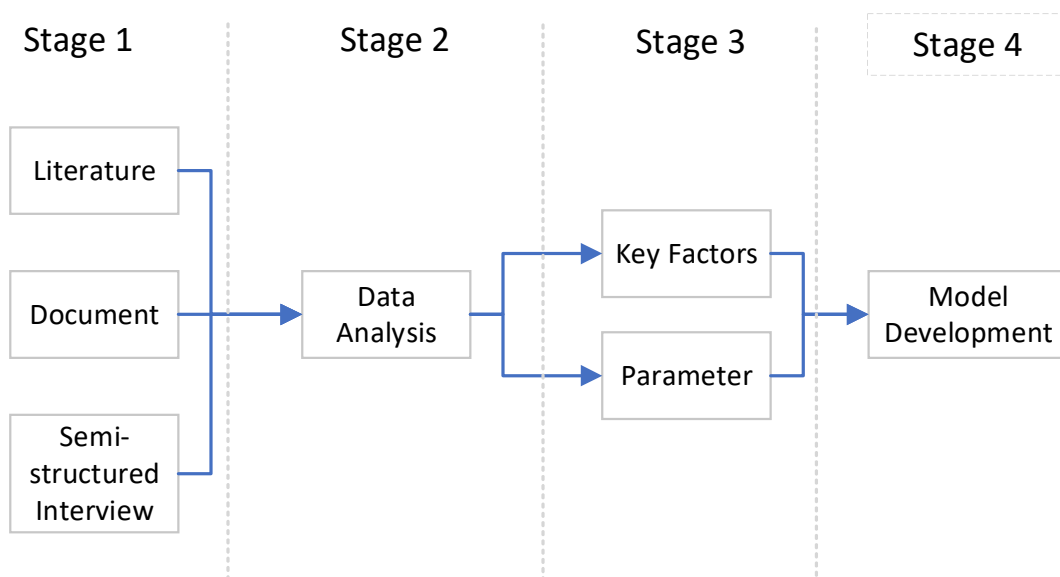 Stage 1
Stage 2
Stage 3
Stage 4
Literature
Document
Semi-
structured
Interview
Data
Analysis
Key Factors
Parameter
Model
Development